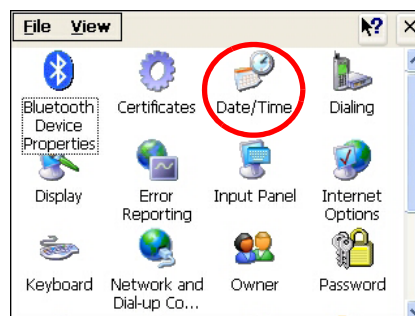 File View
?
Bluetooth Device Properties
Certificates
Date/Time
Dialing
Display
Error Reporting
Input Panel
Internet Options
Keyboard
Network and Dial-up Co...
Owner
Password